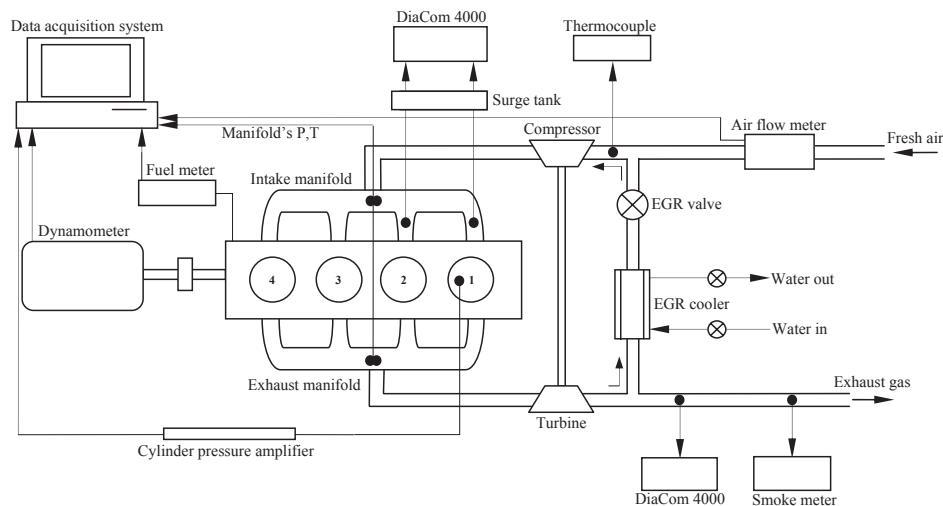 Data acquisition system
DiaCom 4000
Thermocouple
Surge tank
Manifold's P,T
Compressor
Air flow meter
Fresh air
Fuel meter
Intake manifold
EGR valve
Dynamometer
4
3
2
1
Water out
EGR cooler
Water in
Exhaust manifold
Exhaust gas
Turbine
Cylinder pressure amplifier
DiaCom 4000
Smoke meter